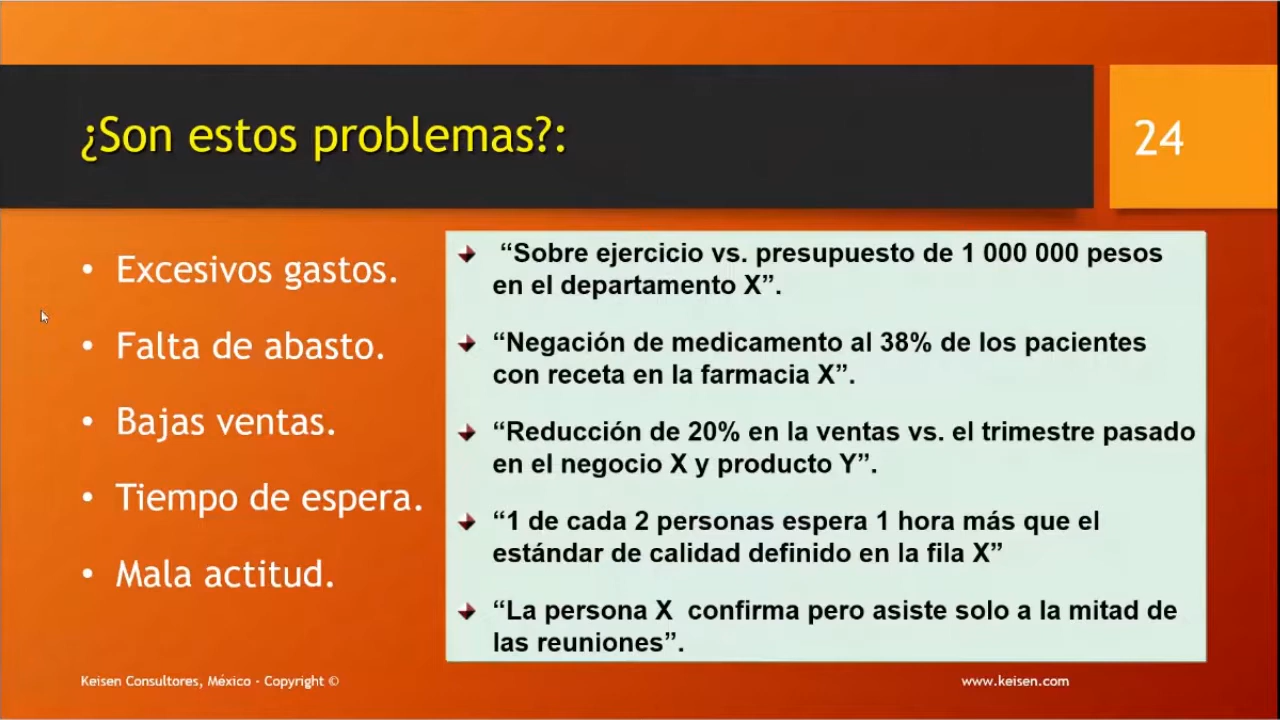 ¿Son estos problemas?:
24
• Excesivos gastos.
• Falta de abasto.
• Bajas ventas.
• Tiempo de espera.
• Mala actitud.
“Sobre ejercicio vs. presupuesto de 1 000 000 pesos
en el departamento X”.
“Negación de medicamento al 38% de los pacientes
con receta en la farmacia X”.
“Reducción de 20% en la ventas vs. el trimestre pasado
en el negocio X y producto Y”.
“1 de cada 2 personas espera 1 hora más que el
estándar de calidad definido en la fila X”
“La persona X confirma pero asiste solo a la mitad de
las reuniones”.
Keisen Consultores, México - Copyright ©
www.keisen.com